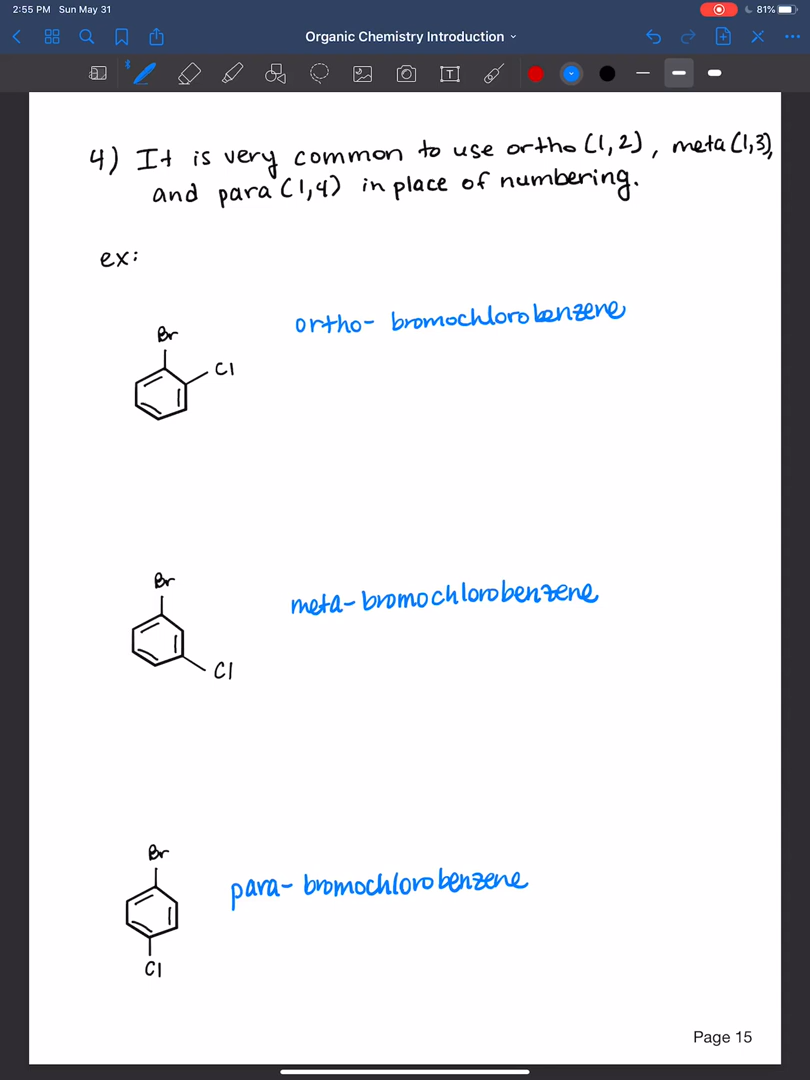 2:55 PM Sun May 31
81%
Organic Chemistry Introduction
T
4) It is very common to use ortho (1,2), meta (1,3),
and para (1,4) in place of numbering.
ex:
ortho- bromochlorobenzene
Br
Cl
meta- bromochlorobenzene
Br
Cl
para- bromochlorobenzene
Br
Cl
Page 15